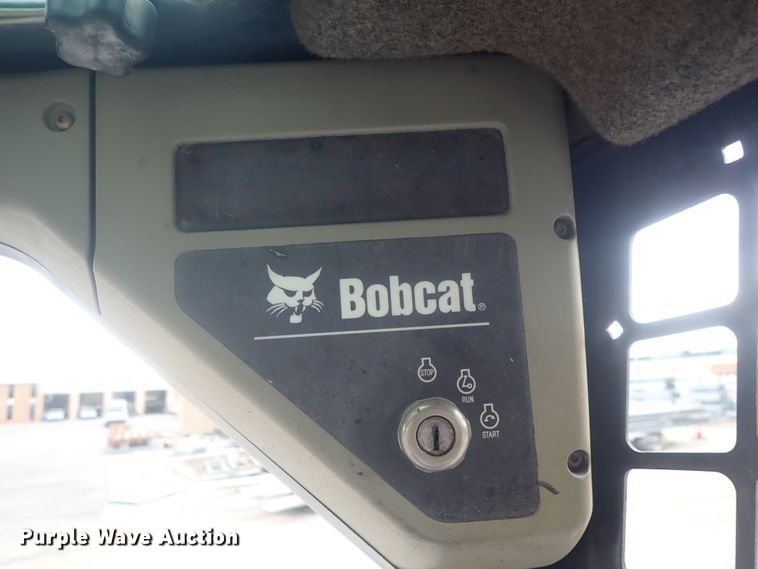 Bobcat®
STOP
RUN
START
Purple Wave Auction